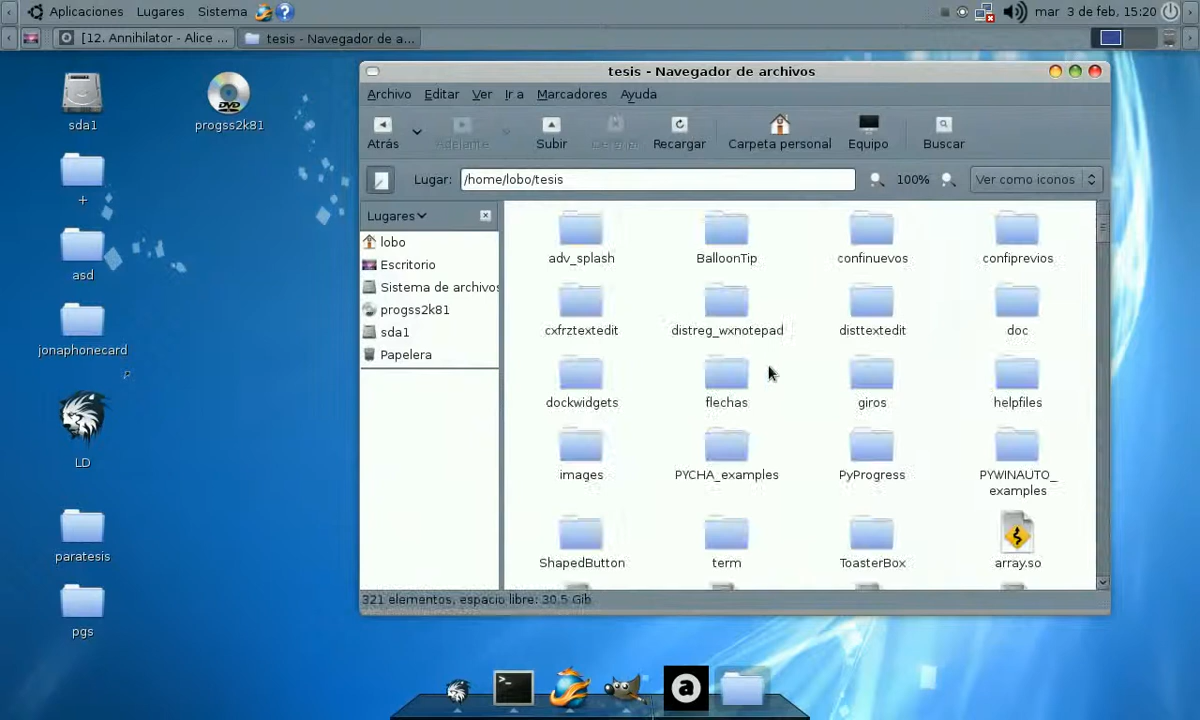 Aplicaciones Lugares Sistema
mar 3 de feb, 15:20
[12. Annihilator - Alice ...
tesis - Navegador de a...
sda1
progss2k81
+
asd
jonaphonecard
LD
paratesis
pgs
tesis - Navegador de archivos
Archivo Editar Ver Ir a Marcadores Ayuda
Atrás Adelante Subir Detener Recargar Carpeta personal Equipo Buscar
Lugar: /home/lobo/tesis 100% Ver como iconos
Lugares
lobo
Escritorio
Sistema de archivos
progss2k81
sda1
Papelera
adv_splash BalloonTip confinuevos confiprevios
cxfrztextedit distreg_wxnotepad disttextedit doc
dockwidgets flechas giros helpfiles
images PYCHA_examples PyProgress PYWINAUTO_
examples
ShapedButton term ToasterBox array.so
321 elementos, espacio libre: 30,5 Gib
DVD
>_
a